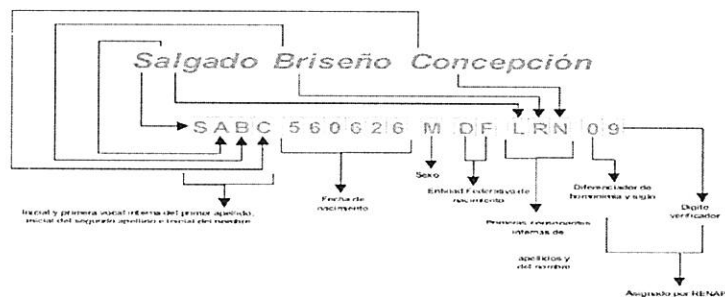 Salgado Briseño Concepción
S A B C 5 6 0 6 2 6 M D F L R N 0 9
Sexo
Fecha de
nacimiento
Entidad Federativa de
nacimiento
Diferenciador de
homonimia y siglo
Inicial y primera vocal interna del primer apellido,
inicial del segundo apellido e inicial del nombre
Primeras consonantes
internas de
apellidos y
del nombre
Digito
verificador
Asignado por RENAP